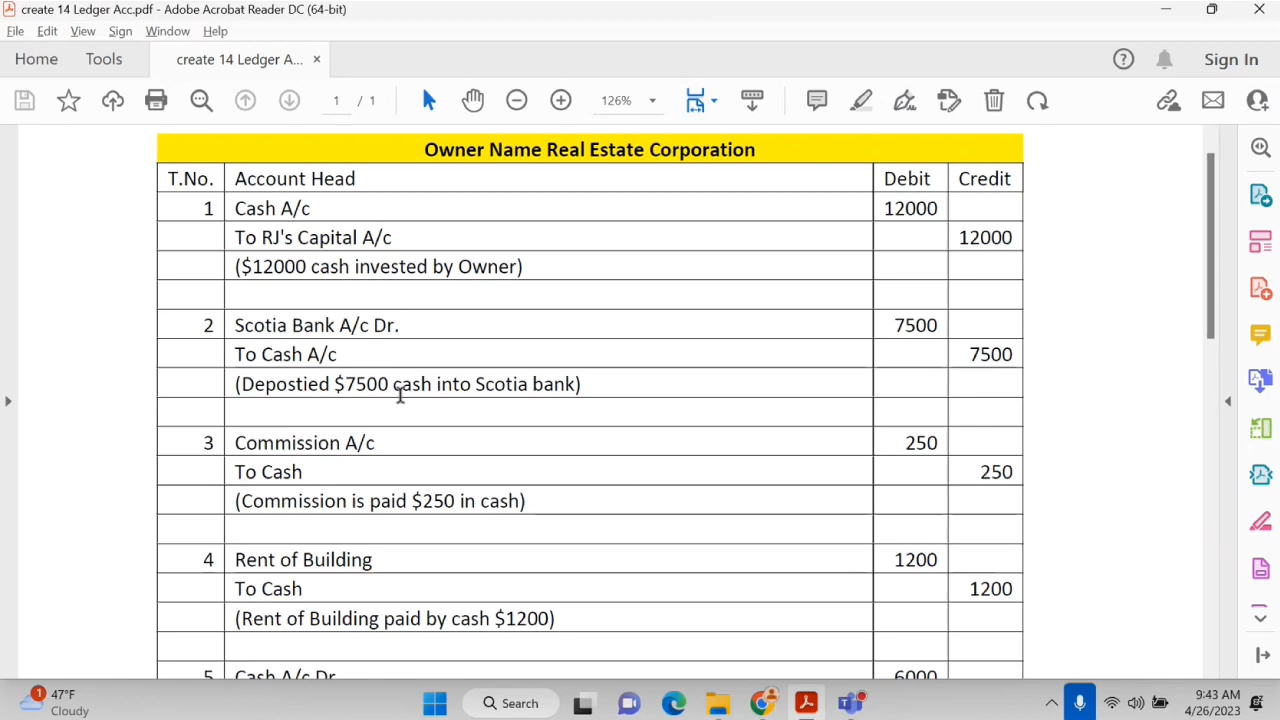 create 14 Ledger Acc.pdf - Adobe Acrobat Reader DC (64-bit)
File Edit View Sign Window Help
Home Tools create 14 Ledger A... × Sign In
1 / 1 126%
Owner Name Real Estate Corporation
T.No. Account Head Debit Credit
1 Cash A/c 12000
To RJ's Capital A/c 12000
($12000 cash invested by Owner)
2 Scotia Bank A/c Dr. 7500
To Cash A/c 7500
(Depostied $7500 cash into Scotia bank)
3 Commission A/c 250
To Cash 250
(Commission is paid $250 in cash)
4 Rent of Building 1200
To Cash 1200
(Rent of Building paid by cash $1200)
5 Cash A/c Dr. 6000
1 47°F
Cloudy
Search
9:43 AM
4/26/2023